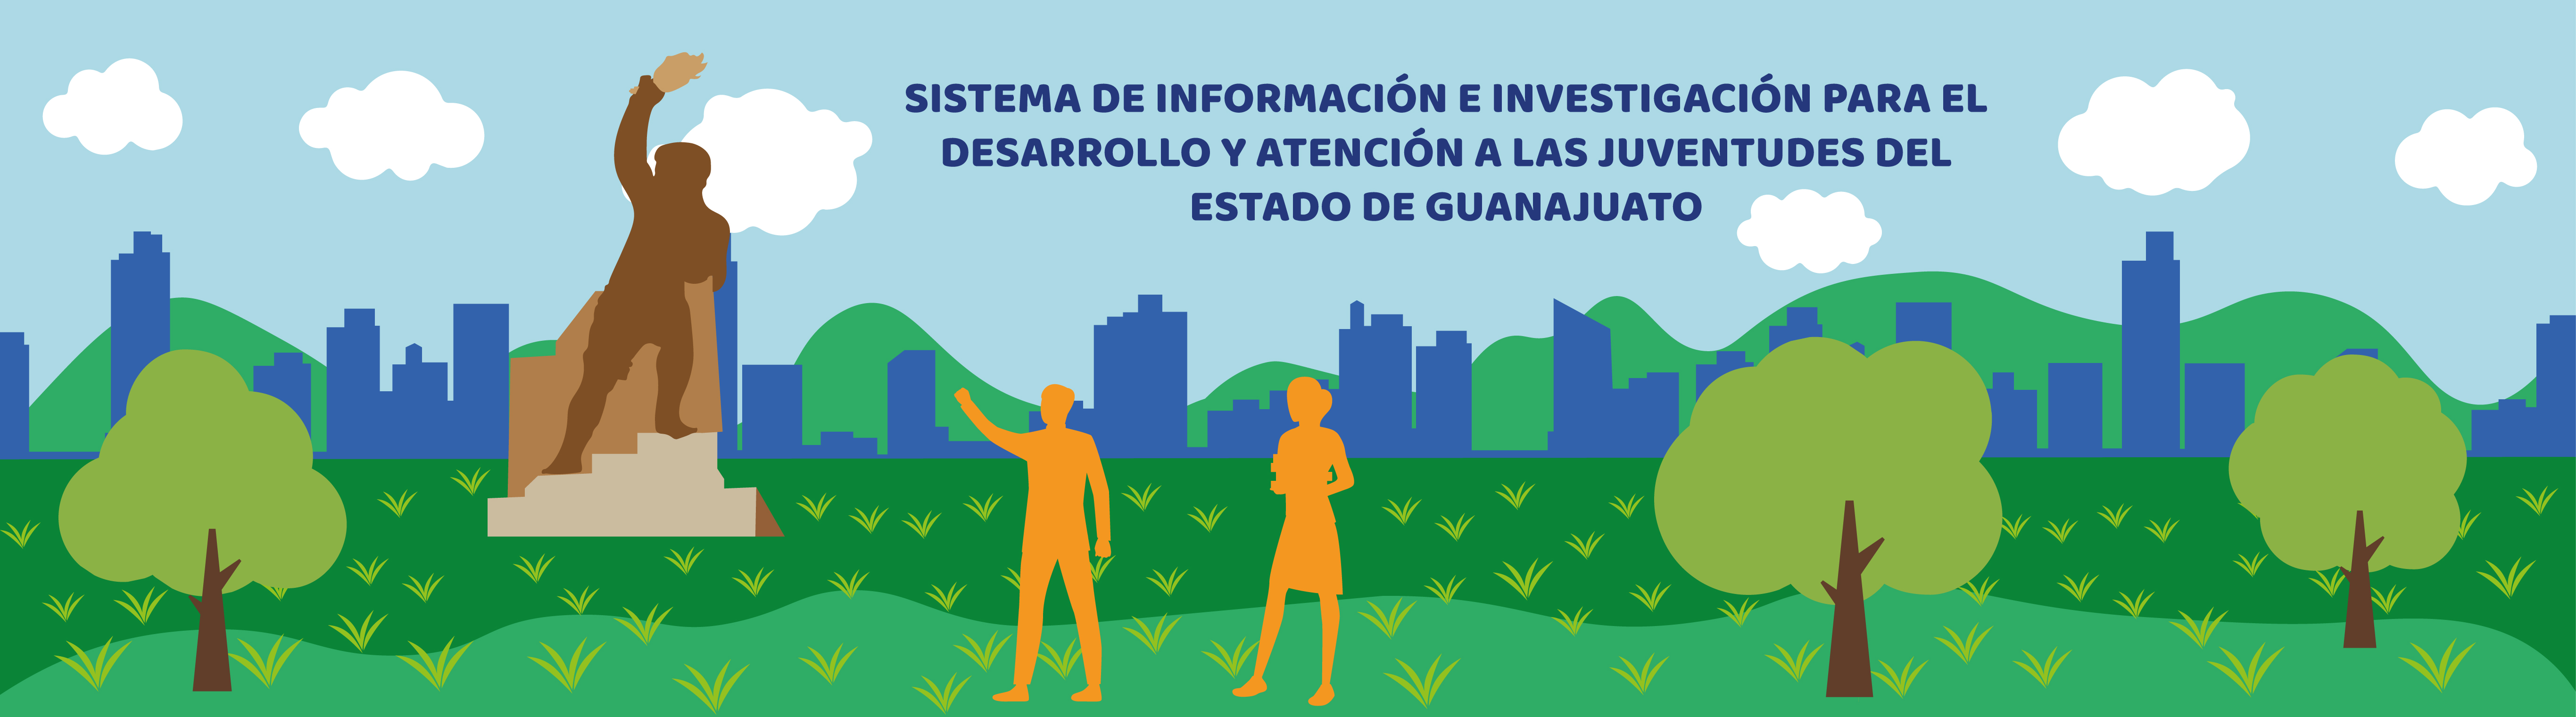 SISTEMA DE INFORMACIÓN E INVESTIGACIÓN PARA EL
DESARROLLO Y ATENCIÓN A LAS JUVENTUDES DEL
ESTADO DE GUANAJUATO